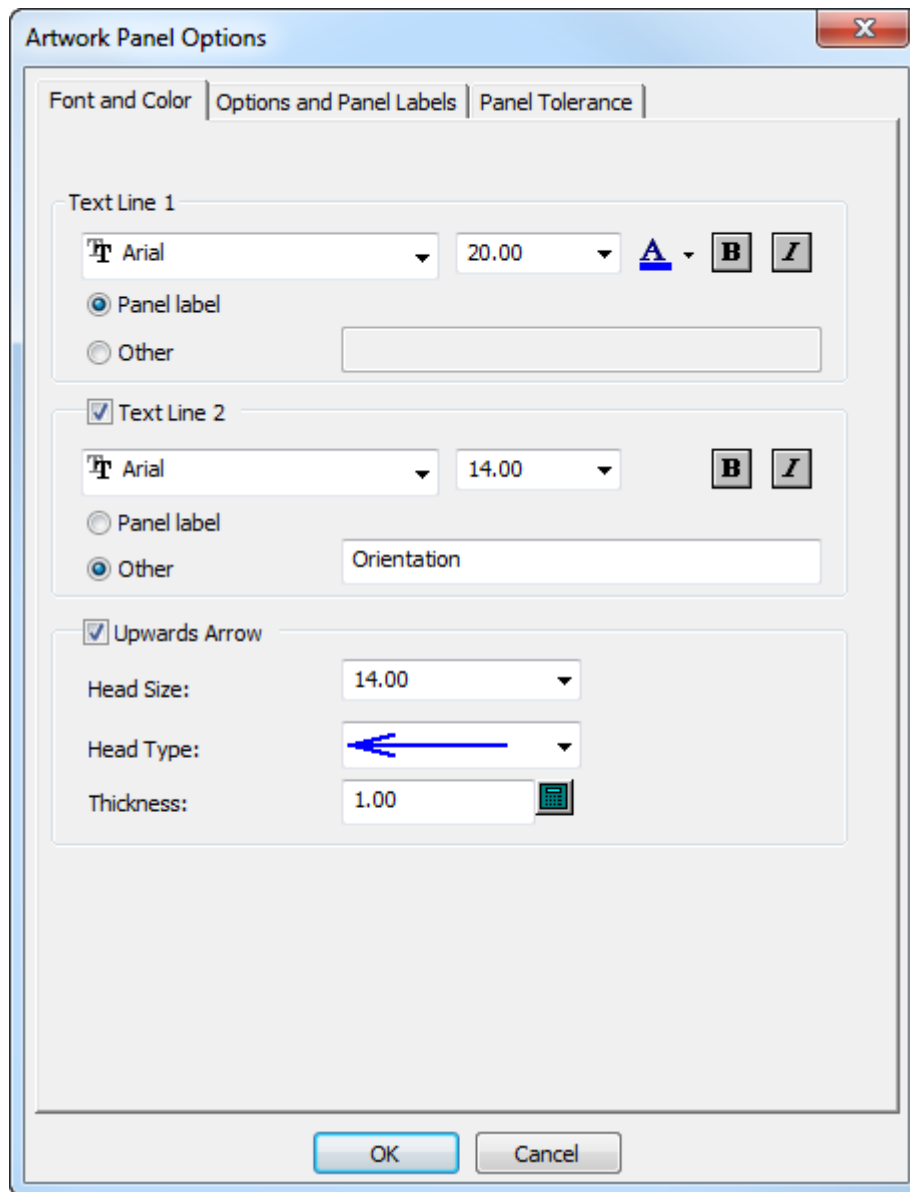 Artwork Panel Options
Font and Color Options and Panel Labels Panel Tolerance
Text Line 1
Arial 20.00 A B I
Panel label
Other
Text Line 2
Arial 14.00 B I
Panel label
Other Orientation
Upwards Arrow
Head Size: 14.00
Head Type:
Thickness: 1.00
OK Cancel